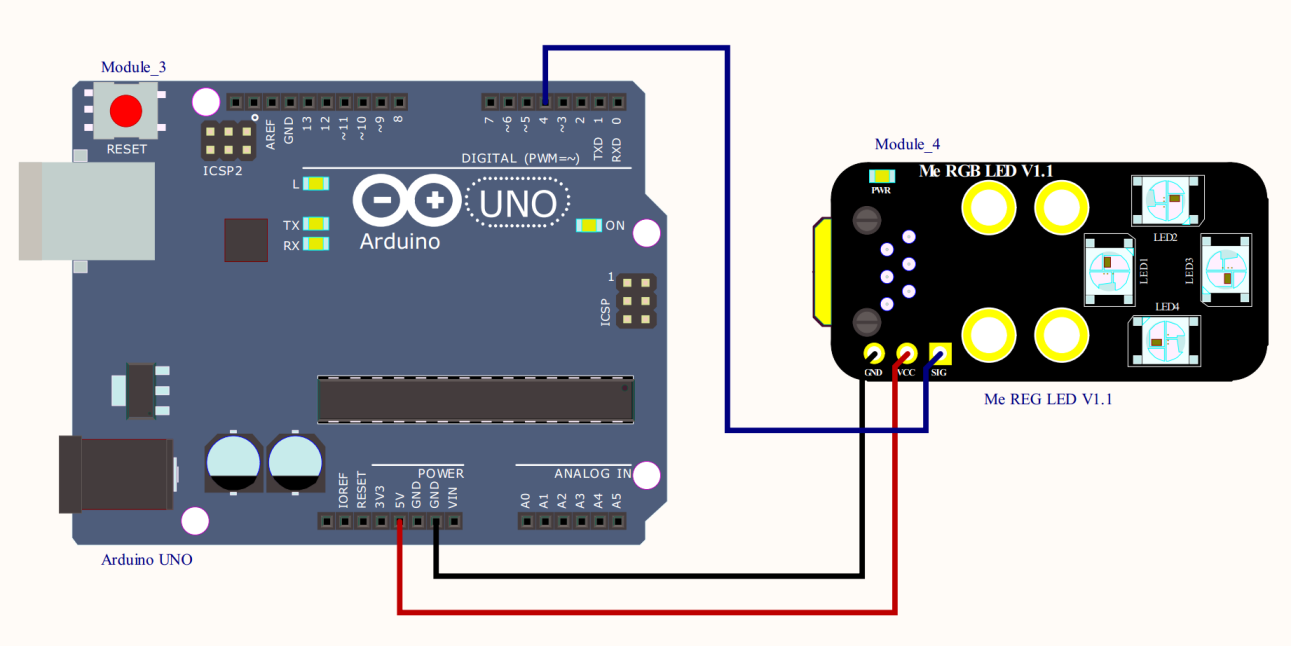 Module_3
RESET
ICSP2
AREF
GND
13
12
~11
~10
~9
8
7
~6
~5
4
~3
2
TXD 1
RXD 0
DIGITAL (PWM=~)
L
TX
RX
UNO
Arduino
ON
1
ICSP
POWER
ANALOG IN
IOREF
RESET
3V3
5V
GND
GND
VIN
A0
A1
A2
A3
A4
A5
Arduino UNO
Module_4
Me RGB LED V1.1
PWR
LED2
LED1
LED3
LED4
GND
VCC
SIG
Me REG LED V1.1